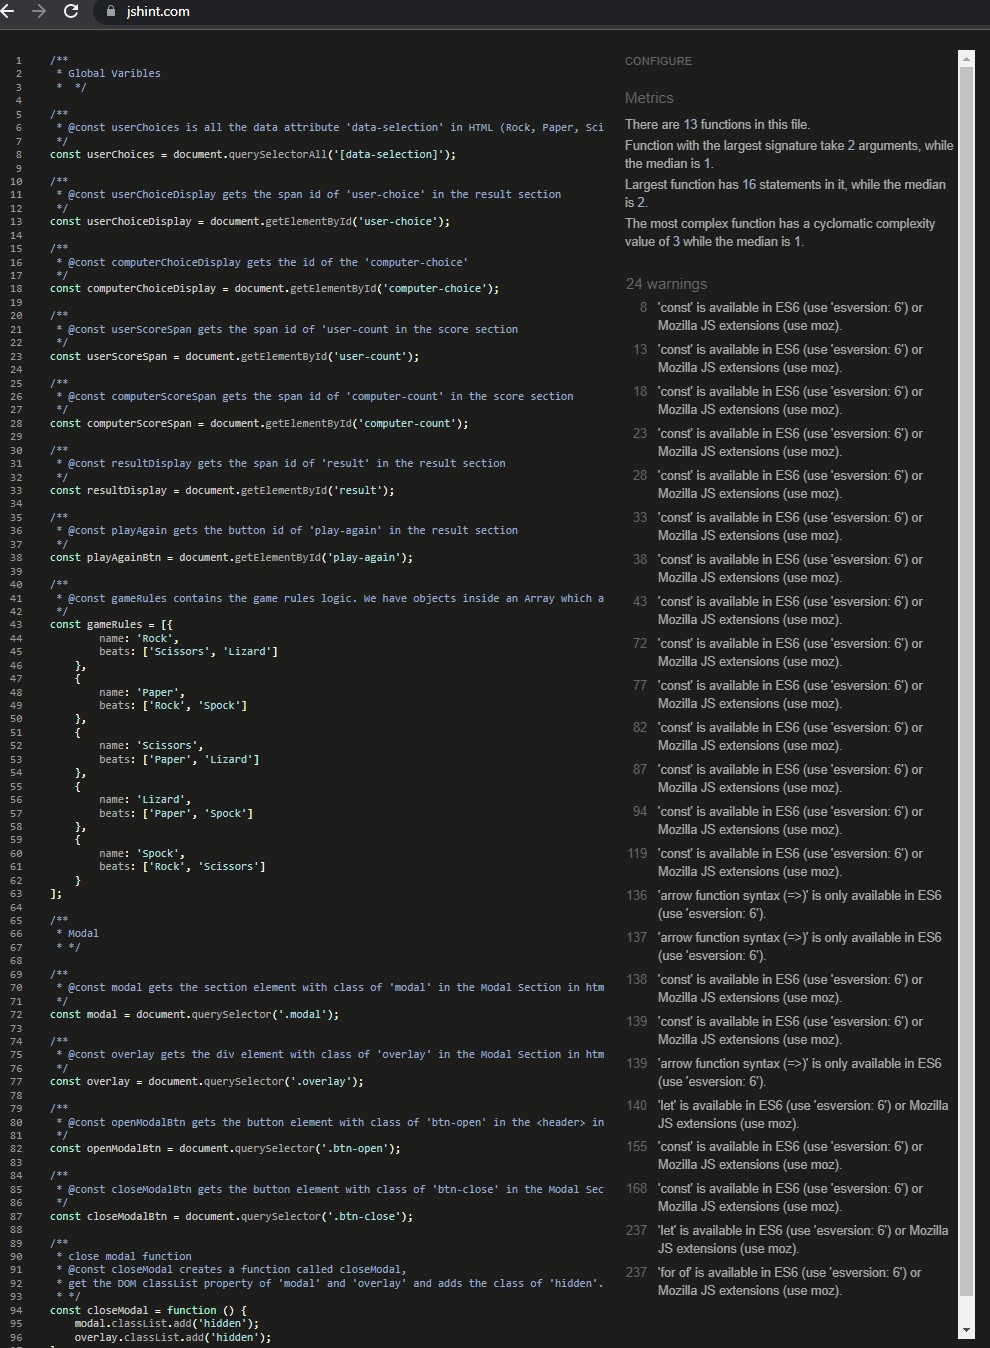 jshint.com
1 /**
2 * Global Varibles
3 * */
4
5 /**
6 * @const userChoices is all the data attribute 'data-selection' in HTML (Rock, Paper, Sci
7 */
8 const userChoices = document.querySelectorAll('[data-selection]');
9
10 /**
11 * @const userChoiceDisplay gets the span id of 'user-choice' in the result section
12 */
13 const userChoiceDisplay = document.getElementById('user-choice');
14
15 /**
16 * @const computerChoiceDisplay gets the id of the 'computer-choice'
17 */
18 const computerChoiceDisplay = document.getElementById('computer-choice');
19
20 /**
21 * @const userScoreSpan gets the span id of 'user-count in the score section
22 */
23 const userScoreSpan = document.getElementById('user-count');
24
25 /**
26 * @const computerScoreSpan gets the span id of 'computer-count' in the score section
27 */
28 const computerScoreSpan = document.getElementById('computer-count');
29
30 /**
31 * @const resultDisplay gets the span id of 'result' in the result section
32 */
33 const resultDisplay = document.getElementById('result');
34
35 /**
36 * @const playAgain gets the button id of 'play-again' in the result section
37 */
38 const playAgainBtn = document.getElementById('play-again');
39
40 /**
41 * @const gameRules contains the game rules logic. We have objects inside an Array which a
42 */
43 const gameRules = [{
44 name: 'Rock',
45 beats: ['Scissors', 'Lizard']
46 },
47 {
48 name: 'Paper',
49 beats: ['Rock', 'Spock']
50 },
51 {
52 name: 'Scissors',
53 beats: ['Paper', 'Lizard']
54 },
55 {
56 name: 'Lizard',
57 beats: ['Paper', 'Spock']
58 },
59 {
60 name: 'Spock',
61 beats: ['Rock', 'Scissors']
62 }
63 ];
64
65 /**
66 * Modal
67 * */
68
69 /**
70 * @const modal gets the section element with class of 'modal' in the Modal Section in htm
71 */
72 const modal = document.querySelector('.modal');
73
74 /**
75 * @const overlay gets the div element with class of 'overlay' in the Modal Section in htm
76 */
77 const overlay = document.querySelector('.overlay');
78
79 /**
80 * @const openModalBtn gets the button element with class of 'btn-open' in the <header> in
81 */
82 const openModalBtn = document.querySelector('.btn-open');
83
84 /**
85 * @const closeModalBtn gets the button element with class of 'btn-close' in the Modal Sec
86 */
87 const closeModalBtn = document.querySelector('.btn-close');
88
89 /**
90 * close modal function
91 * @const closeModal creates a function called closeModal,
92 * get the DOM classList property of 'modal' and 'overlay' and adds the class of 'hidden'.
93 * */
94 const closeModal = function () {
95 modal.classList.add('hidden');
96 overlay.classList.add('hidden');
CONFIGURE
Metrics
There are 13 functions in this file.
Function with the largest signature take 2 arguments, while
the median is 1.
Largest function has 16 statements in it, while the median
is 2.
The most complex function has a cyclomatic complexity
value of 3 while the median is 1.
24 warnings
8 'const' is available in ES6 (use 'esversion: 6') or
Mozilla JS extensions (use moz).
13 'const' is available in ES6 (use 'esversion: 6') or
Mozilla JS extensions (use moz).
18 'const' is available in ES6 (use 'esversion: 6') or
Mozilla JS extensions (use moz).
23 'const' is available in ES6 (use 'esversion: 6') or
Mozilla JS extensions (use moz).
28 'const' is available in ES6 (use 'esversion: 6') or
Mozilla JS extensions (use moz).
33 'const' is available in ES6 (use 'esversion: 6') or
Mozilla JS extensions (use moz).
38 'const' is available in ES6 (use 'esversion: 6') or
Mozilla JS extensions (use moz).
43 'const' is available in ES6 (use 'esversion: 6') or
Mozilla JS extensions (use moz).
72 'const' is available in ES6 (use 'esversion: 6') or
Mozilla JS extensions (use moz).
77 'const' is available in ES6 (use 'esversion: 6') or
Mozilla JS extensions (use moz).
82 'const' is available in ES6 (use 'esversion: 6') or
Mozilla JS extensions (use moz).
87 'const' is available in ES6 (use 'esversion: 6') or
Mozilla JS extensions (use moz).
94 'const' is available in ES6 (use 'esversion: 6') or
Mozilla JS extensions (use moz).
119 'const' is available in ES6 (use 'esversion: 6') or
Mozilla JS extensions (use moz).
136 'arrow function syntax (=>)' is only available in ES6
(use 'esversion: 6').
137 'arrow function syntax (=>)' is only available in ES6
(use 'esversion: 6').
138 'const' is available in ES6 (use 'esversion: 6') or
Mozilla JS extensions (use moz).
139 'const' is available in ES6 (use 'esversion: 6') or
Mozilla JS extensions (use moz).
139 'arrow function syntax (=>)' is only available in ES6
(use 'esversion: 6').
140 'let' is available in ES6 (use 'esversion: 6') or Mozilla
JS extensions (use moz).
155 'const' is available in ES6 (use 'esversion: 6') or
Mozilla JS extensions (use moz).
168 'const' is available in ES6 (use 'esversion: 6') or
Mozilla JS extensions (use moz).
237 'let' is available in ES6 (use 'esversion: 6') or Mozilla
JS extensions (use moz).
237 'for of' is available in ES6 (use 'esversion: 6') or
Mozilla JS extensions (use moz).